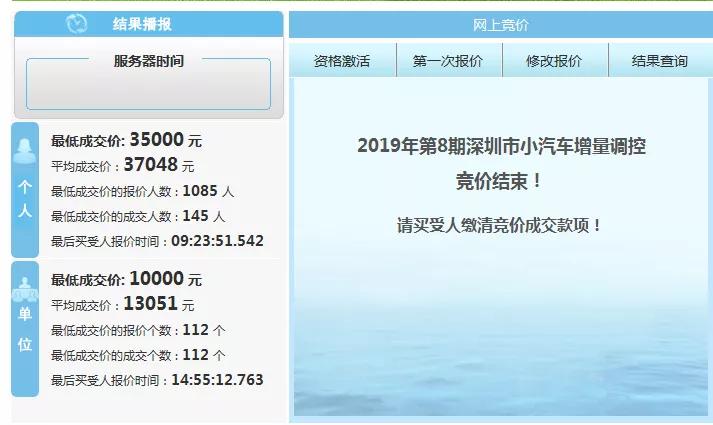 结果播报
服务器时间
个人
最低成交价: 35000 元
平均成交价：37048 元
最低成交价的报价人数：1085 人
最低成交价的成交人数：145 人
最后买受人报价时间：09:23:51.542
单位
最低成交价: 10000 元
平均成交价：13051 元
最低成交价的报价个数：112 个
最低成交价的成交个数：112 个
最后买受人报价时间：14:55:12.763
网上竞价
资格激活 第一次报价 修改报价 结果查询
2019年第8期深圳市小汽车增量调控
竞价结束！
请买受人缴清竞价成交款项！